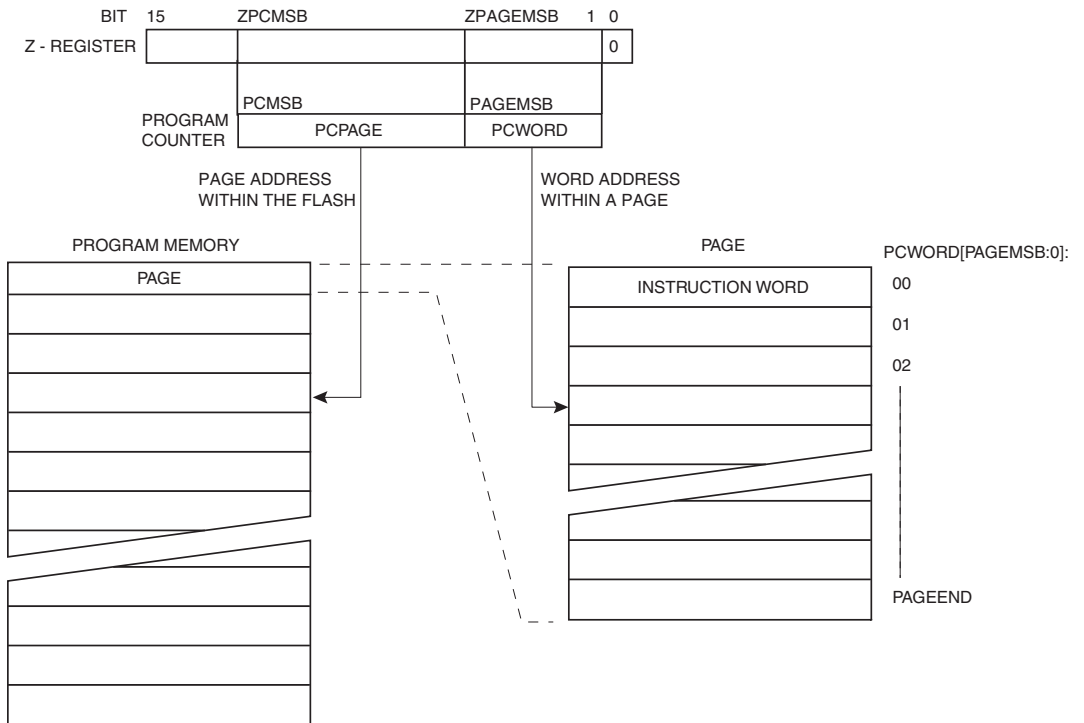 BIT 15 ZPCMSB ZPAGEMSB 1 0
Z - REGISTER 0
PCMSB PAGEMSB
PROGRAM
COUNTER
PCPAGE PCWORD
PAGE ADDRESS
WITHIN THE FLASH
WORD ADDRESS
WITHIN A PAGE
PROGRAM MEMORY
PAGE
PAGE
PCWORD[PAGEMSB:0]:
INSTRUCTION WORD
00
01
02
PAGEEND